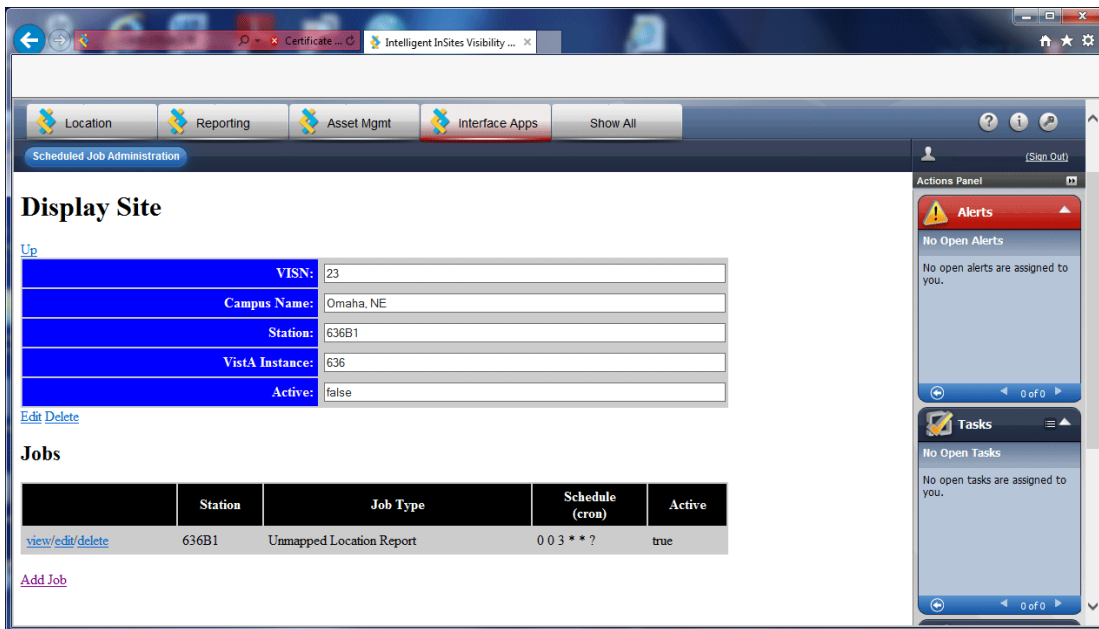 Certificate ...
Intelligent InSites Visibility ...
Location
Reporting
Asset Mgmt
Interface Apps
Show All
Scheduled Job Administration
(Sign Out)
Actions Panel
Display Site
Up
VISN: 23
Campus Name: Omaha, NE
Station: 636B1
VistA Instance: 636
Active: false
Edit Delete
Jobs
Station Job Type Schedule (cron) Active
view/edit/delete 636B1 Unmapped Location Report 0 0 3 * * ? true
Add Job
Alerts
No Open Alerts
No open alerts are assigned to
you.
0 of 0
Tasks
No Open Tasks
No open tasks are assigned to
you.
0 of 0